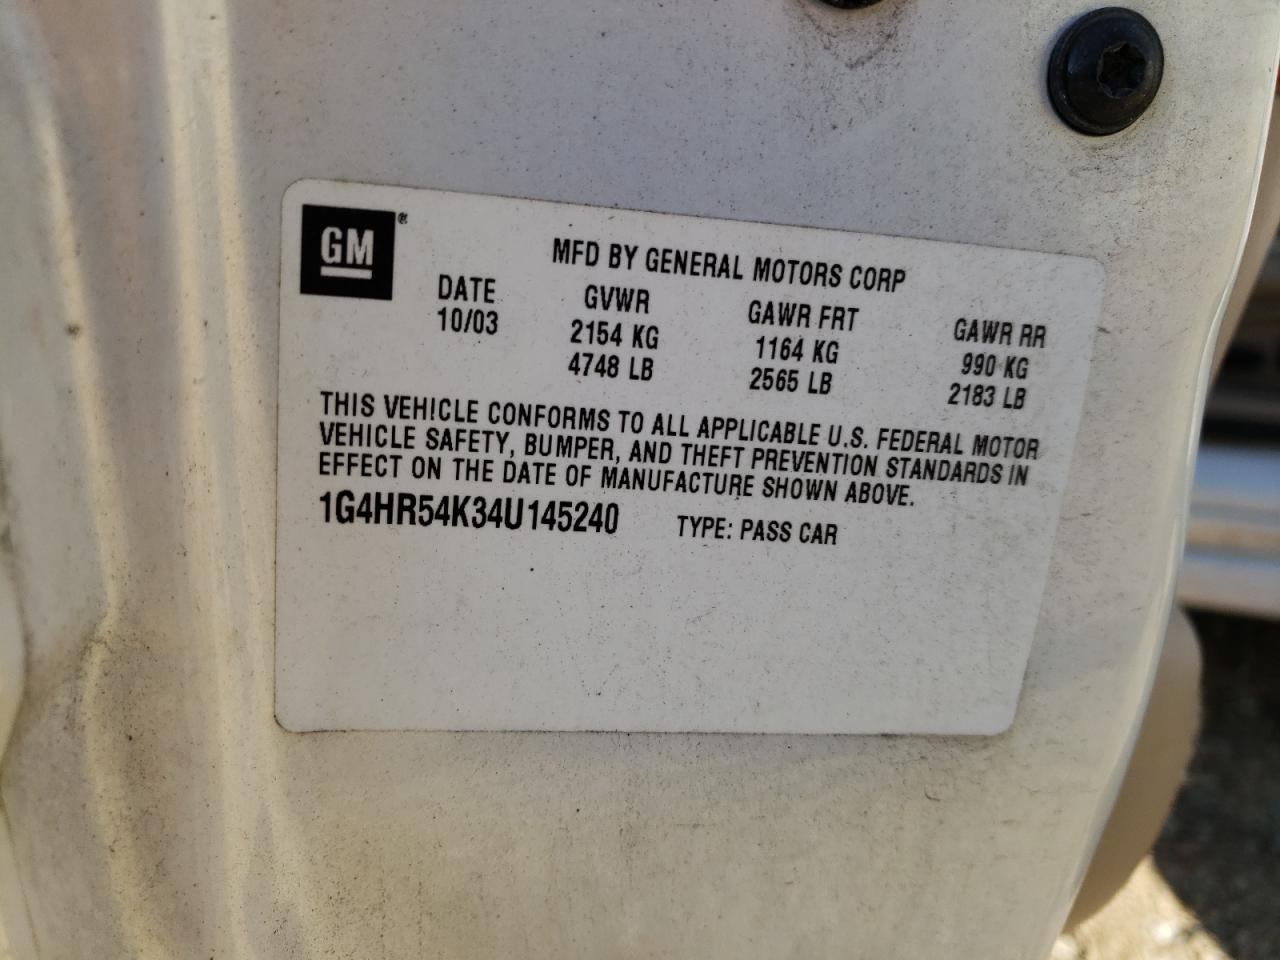 GM®
MFD BY GENERAL MOTORS CORP
DATE GVWR GAWR FRT GAWR RR
10/03 2154 KG 1164 KG 990 KG
4748 LB 2565 LB 2183 LB
THIS VEHICLE CONFORMS TO ALL APPLICABLE U.S. FEDERAL MOTOR
VEHICLE SAFETY, BUMPER, AND THEFT PREVENTION STANDARDS IN
EFFECT ON THE DATE OF MANUFACTURE SHOWN ABOVE.
1G4HR54K34U145240 TYPE: PASS CAR